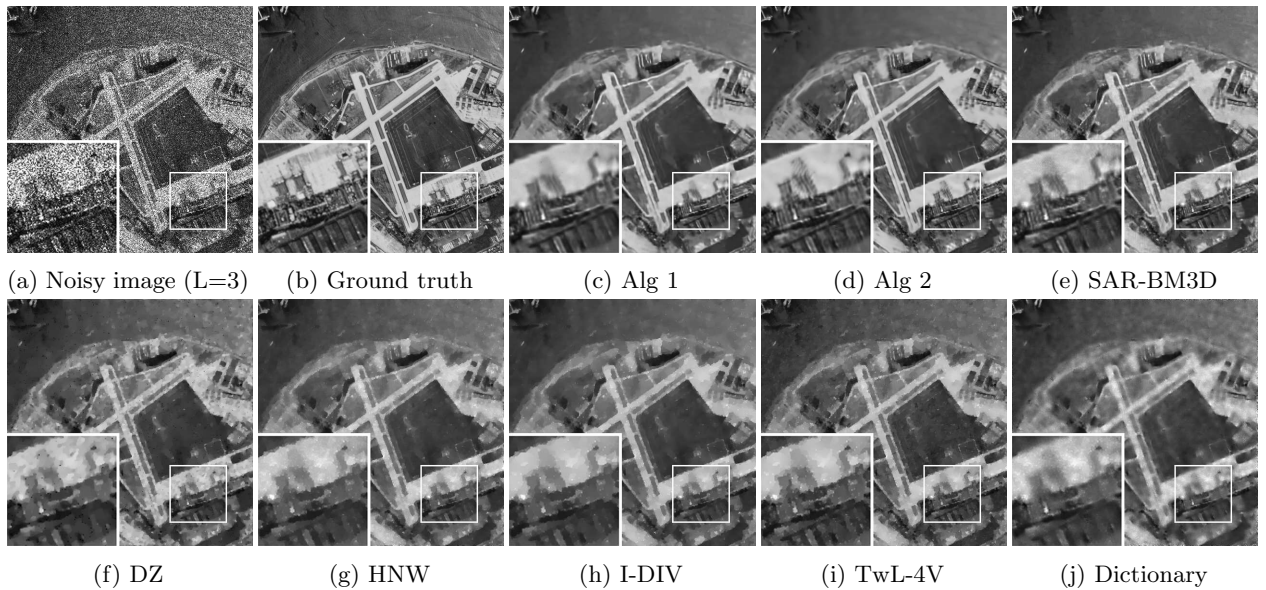 (a) Noisy image (L=3) (b) Ground truth (c) Alg 1 (d) Alg 2 (e) SAR-BM3D
(f) DZ (g) HNW (h) I-DIV (i) TwL-4V (j) Dictionary